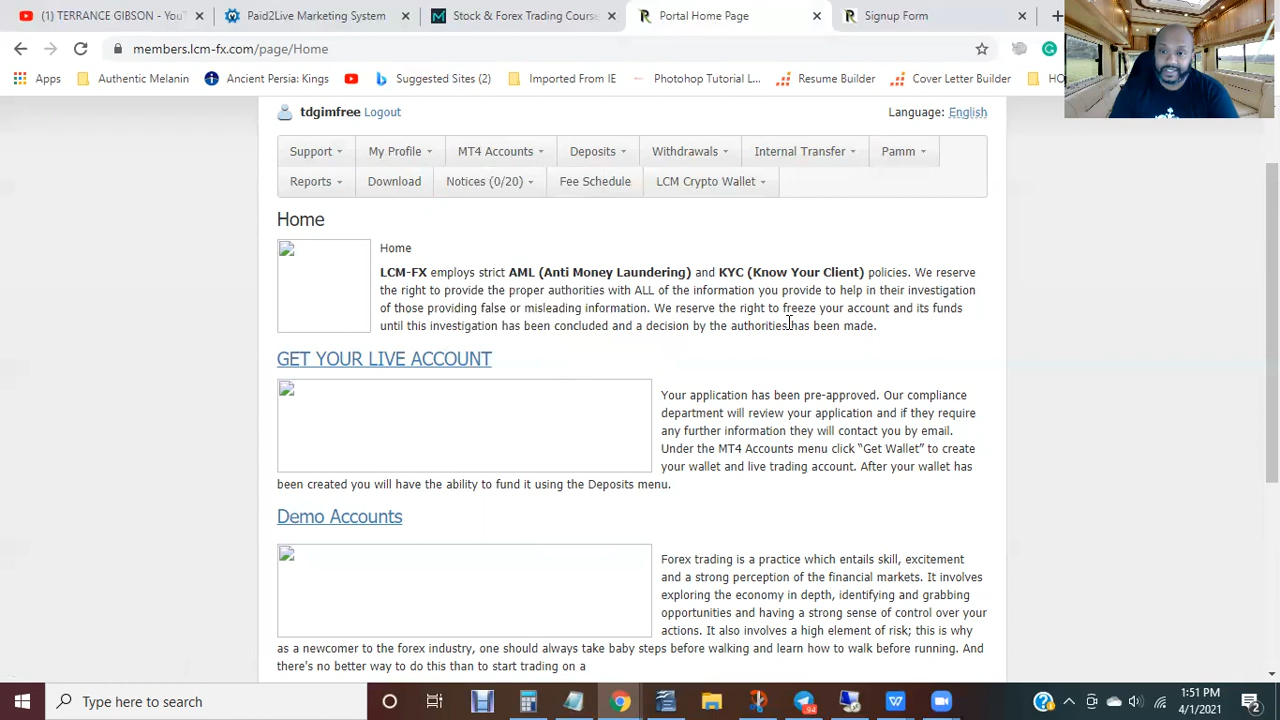 (1) TERRANCE GIBSON - YouT
Paid2Live Marketing System
Stock & Forex Trading Course
Portal Home Page
Signup Form
members.lcm-fx.com/page/Home
Apps
Authentic Melanin
Ancient Persia: Kings
Suggested Sites (2)
Imported From IE
Photohop Tutorial L...
Resume Builder
Cover Letter Builder
HO
tdgimfree Logout
Language: English
Support
My Profile
MT4 Accounts
Deposits
Withdrawals
Internal Transfer
Pamm
Reports
Download
Notices (0/20)
Fee Schedule
LCM Crypto Wallet
Home
Home
LCM-FX employs strict AML (Anti Money Laundering) and KYC (Know Your Client) policies. We reserve
the right to provide the proper authorities with ALL of the information you provide to help in their investigation
of those providing false or misleading information. We reserve the right to freeze your account and its funds
until this investigation has been concluded and a decision by the authorities has been made.
GET YOUR LIVE ACCOUNT
Your application has been pre-approved. Our compliance
department will review your application and if they require
any further information they will contact you by email.
Under the MT4 Accounts menu click “Get Wallet” to create
your wallet and live trading account. After your wallet has
been created you will have the ability to fund it using the Deposits menu.
Demo Accounts
Forex trading is a practice which entails skill, excitement
and a strong perception of the financial markets. It involves
exploring the economy in depth, identifying and grabbing
opportunities and having a strong sense of control over your
actions. It also involves a high element of risk; this is why
as a newcomer to the forex industry, one should always take baby steps before walking and learn how to walk before running. And
there's no better way to do this than to start trading on a
Type here to search
94
1:51 PM
4/1/2021
2